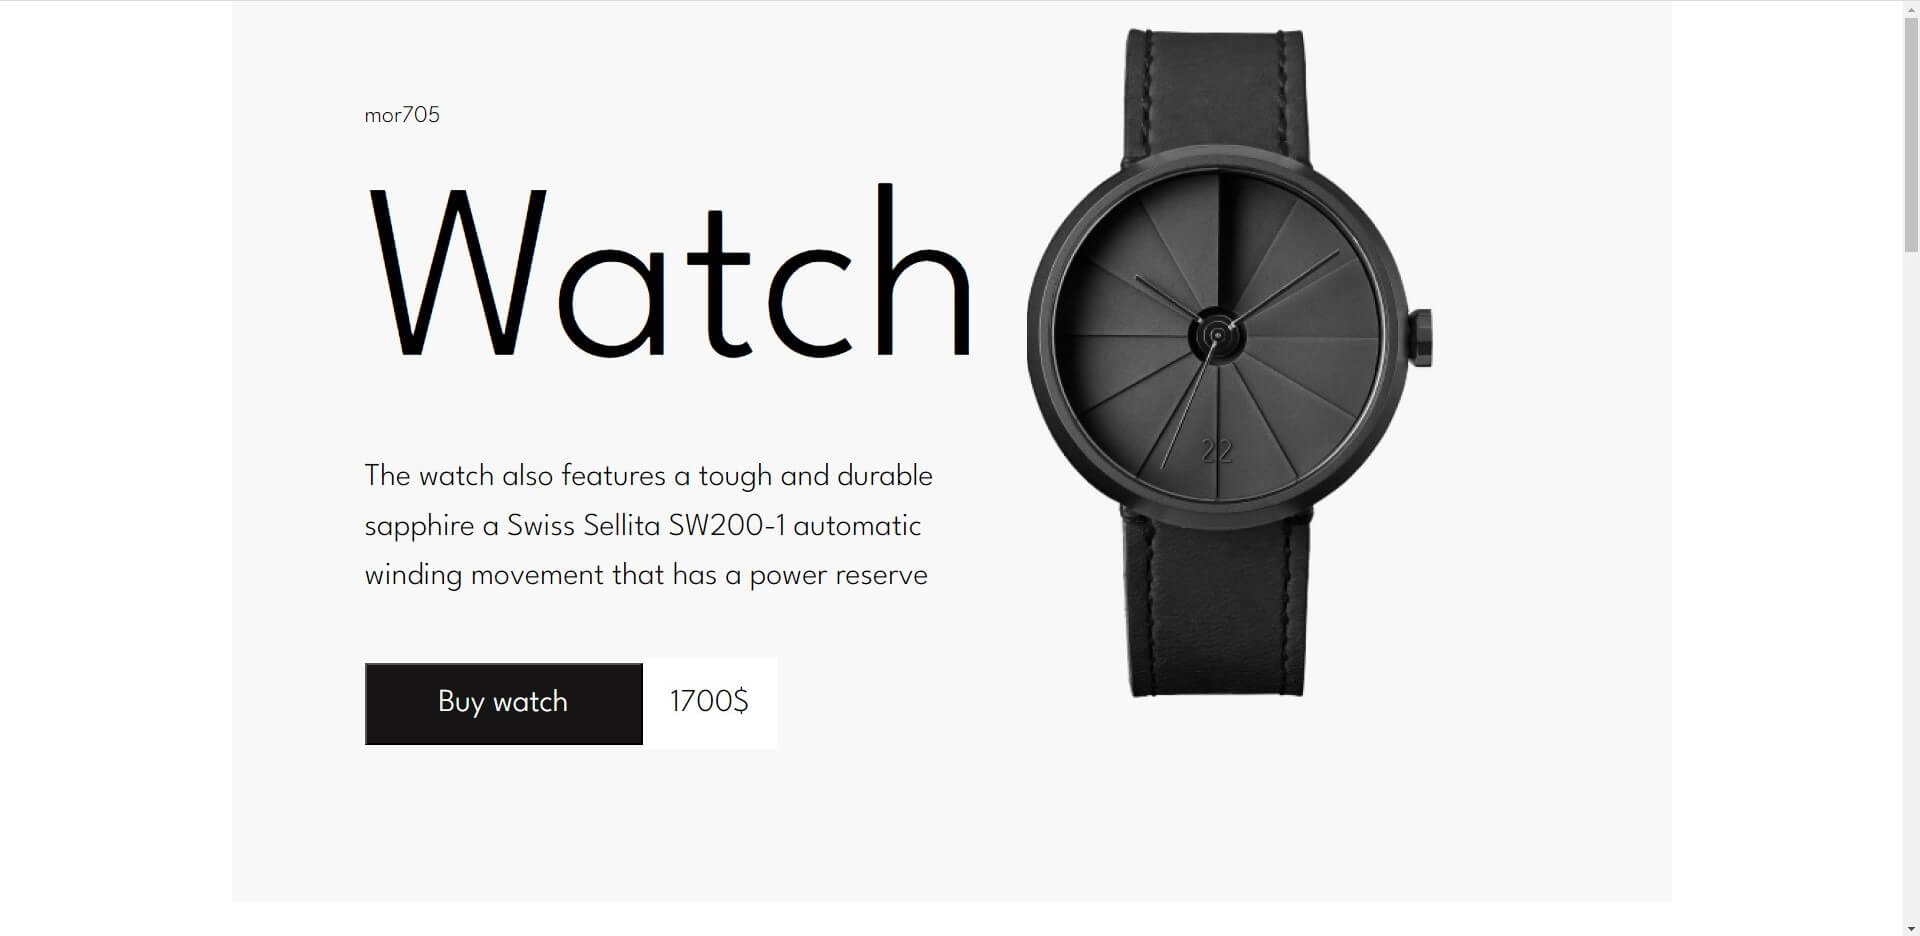 mor705
Watch
The watch also features a tough and durable
sapphire a Swiss Sellita SW200-1 automatic
winding movement that has a power reserve
Buy watch
1700$
22